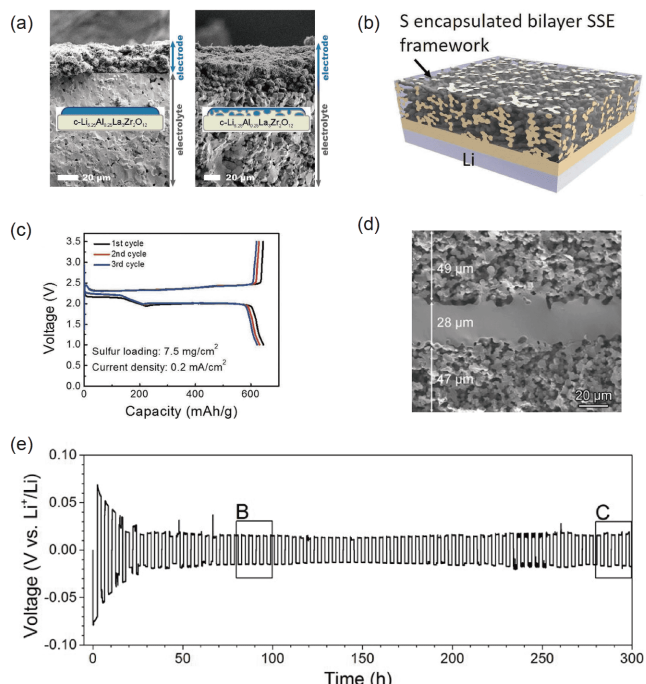 (a)
electrode
electrolyte
c-Li₆.₂₅Al₀.₂₅La₃Zr₂O₁₂
20 μm
electrode
electrolyte
c-Li₆.₂₅Al₀.₂₅La₃Zr₂O₁₂
20 μm
(b)
S encapsulated bilayer SSE
framework
Li
(c)
Voltage (V)
3.5
3.0
2.5
2.0
1.5
1.0
0.5
0.0
1st cycle
2nd cycle
3rd cycle
Sulfur loading: 7.5 mg/cm²
Current density: 0.2 mA/cm²
0 200 400 600
Capacity (mAh/g)
(d)
49 μm
28 μm
47 μm
20 μm
(e)
Voltage (V vs. Li⁺/Li)
0.10
0.05
0.00
-0.05
-0.10
B
C
0 50 100 150 200 250 300
Time (h)